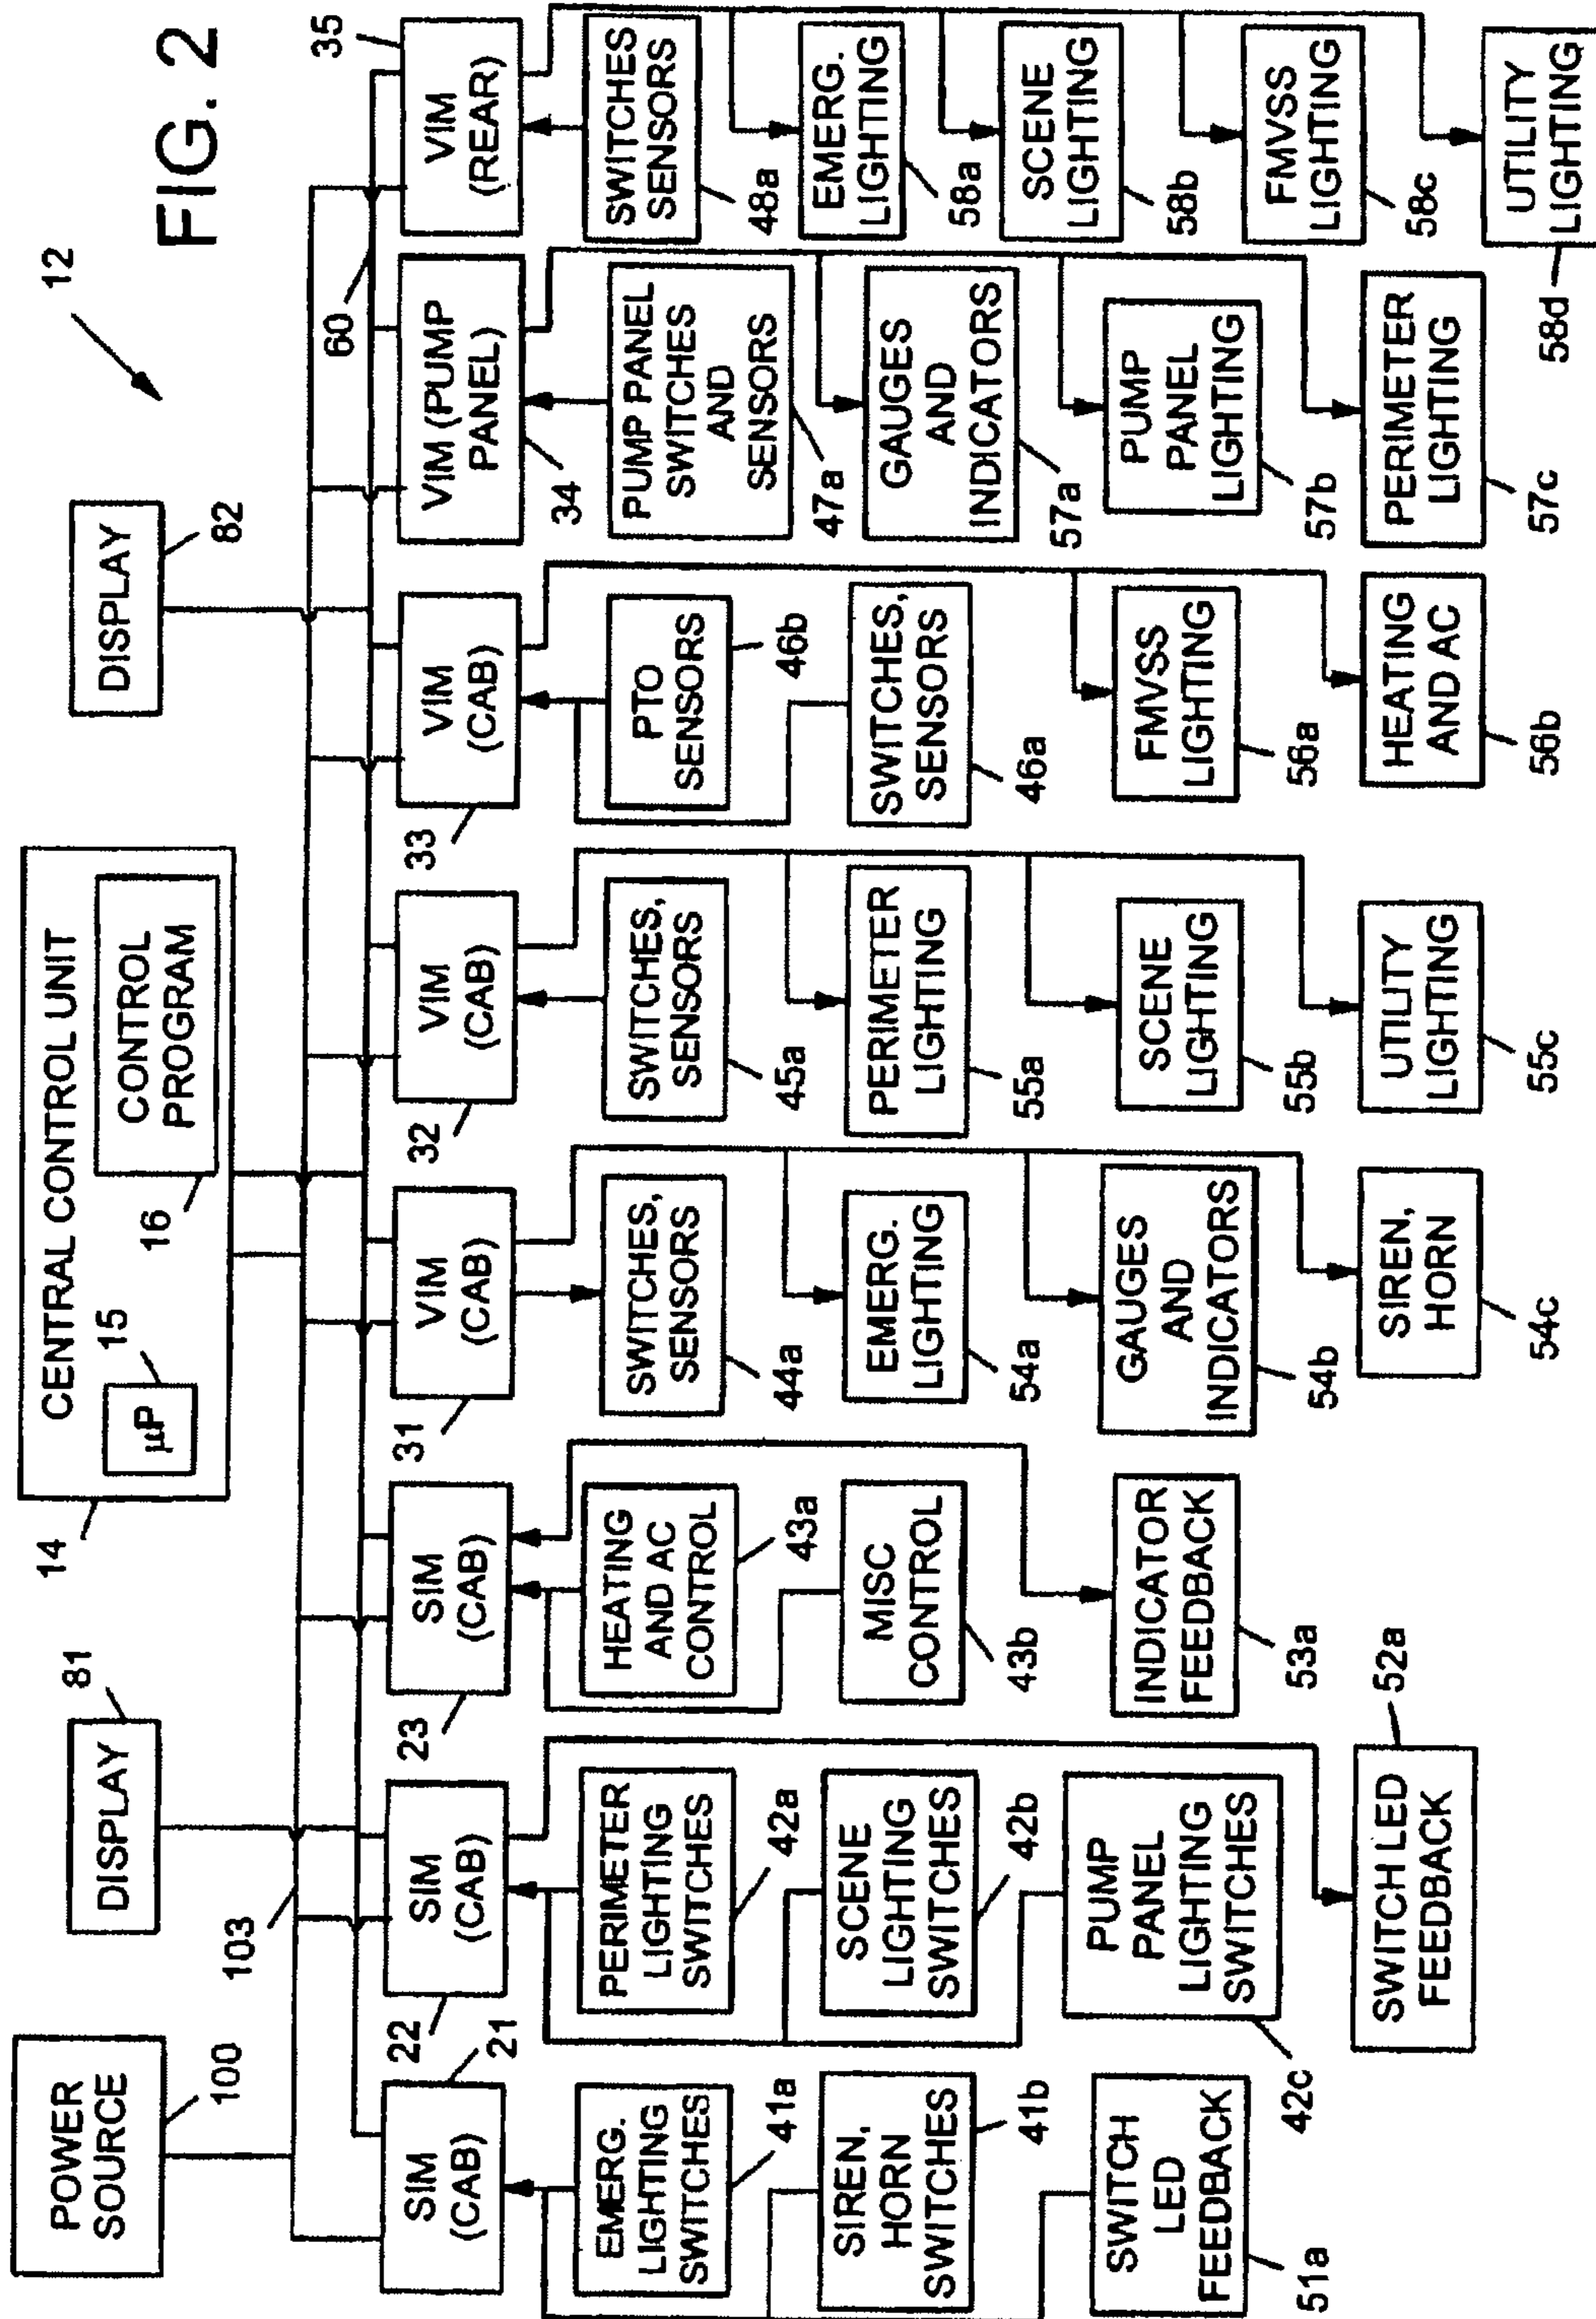 FIG. 2
12
POWER
SOURCE
100
DISPLAY
81
CENTRAL CONTROL UNIT
14
μP
15
CONTROL
PROGRAM
16
DISPLAY
82
103
60
SIM
(CAB)
21
EMERG.
LIGHTING
SWITCHES
41a
SIREN,
HORN
SWITCHES
41b
SWITCH
LED
FEEDBACK
51a
SIM
(CAB)
22
PERIMETER
LIGHTING
SWITCHES
42a
SCENE
LIGHTING
SWITCHES
42b
PUMP
PANEL
LIGHTING
SWITCHES
42c
SWITCH LED
FEEDBACK
52a
SIM
(CAB)
23
HEATING
AND AC
CONTROL
43a
MISC
CONTROL
43b
INDICATOR
FEEDBACK
53a
VIM
(CAB)
31
SWITCHES,
SENSORS
44a
EMERG.
LIGHTING
54a
GAUGES
AND
INDICATORS
54b
SIREN,
HORN
54c
VIM
(CAB)
32
SWITCHES,
SENSORS
45a
PERIMETER
LIGHTING
55a
SCENE
LIGHTING
55b
UTILITY
LIGHTING
55c
VIM
(CAB)
33
PTO
SENSORS
46b
SWITCHES,
SENSORS
46a
FMVSS
LIGHTING
56a
HEATING
AND AC
56b
VIM (PUMP
PANEL)
34
PUMP PANEL
SWITCHES
AND
SENSORS
47a
GAUGES
AND
INDICATORS
57a
PUMP
PANEL
LIGHTING
57b
PERIMETER
LIGHTING
57c
VIM
(REAR)
35
SWITCHES
SENSORS
48a
EMERG.
LIGHTING
58a
SCENE
LIGHTING
58b
FMVSS
LIGHTING
58c
UTILITY
LIGHTING
58d